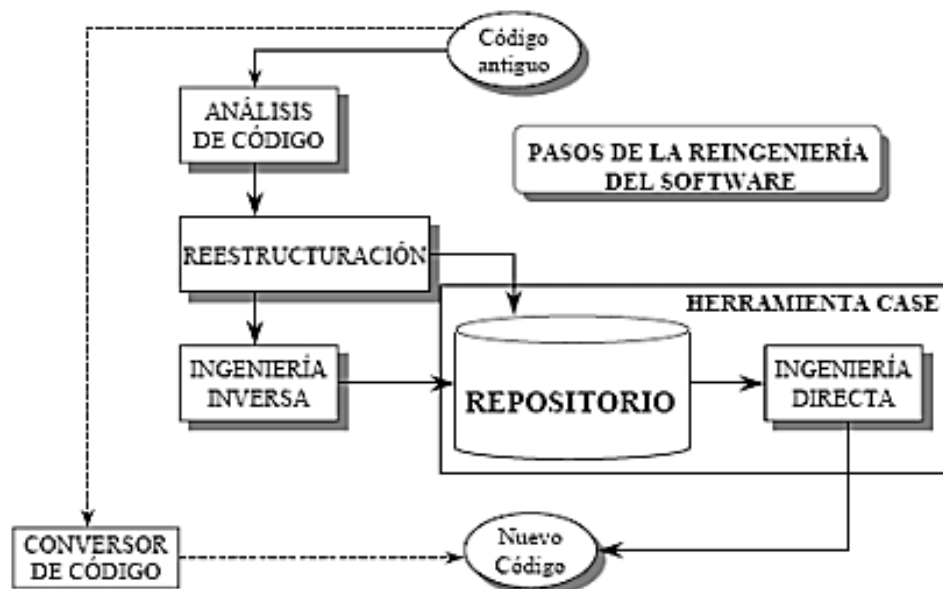 Código
antiguo
ANÁLISIS
DE CÓDIGO
PASOS DE LA REINGENIERÍA
DEL SOFTWARE
REESTRUCTURACIÓN
HERRAMIENTA CASE
INGENIERÍA
INVERSA
REPOSITORIO
INGENIERÍA
DIRECTA
CONVERSOR
DE CÓDIGO
Nuevo
Código